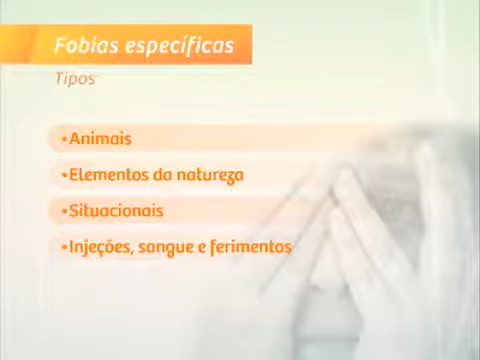 Fobias específicas
Tipos
•Animais
•Elementos da natureza
•Situacionais
•Injeções, sangue e ferimentos